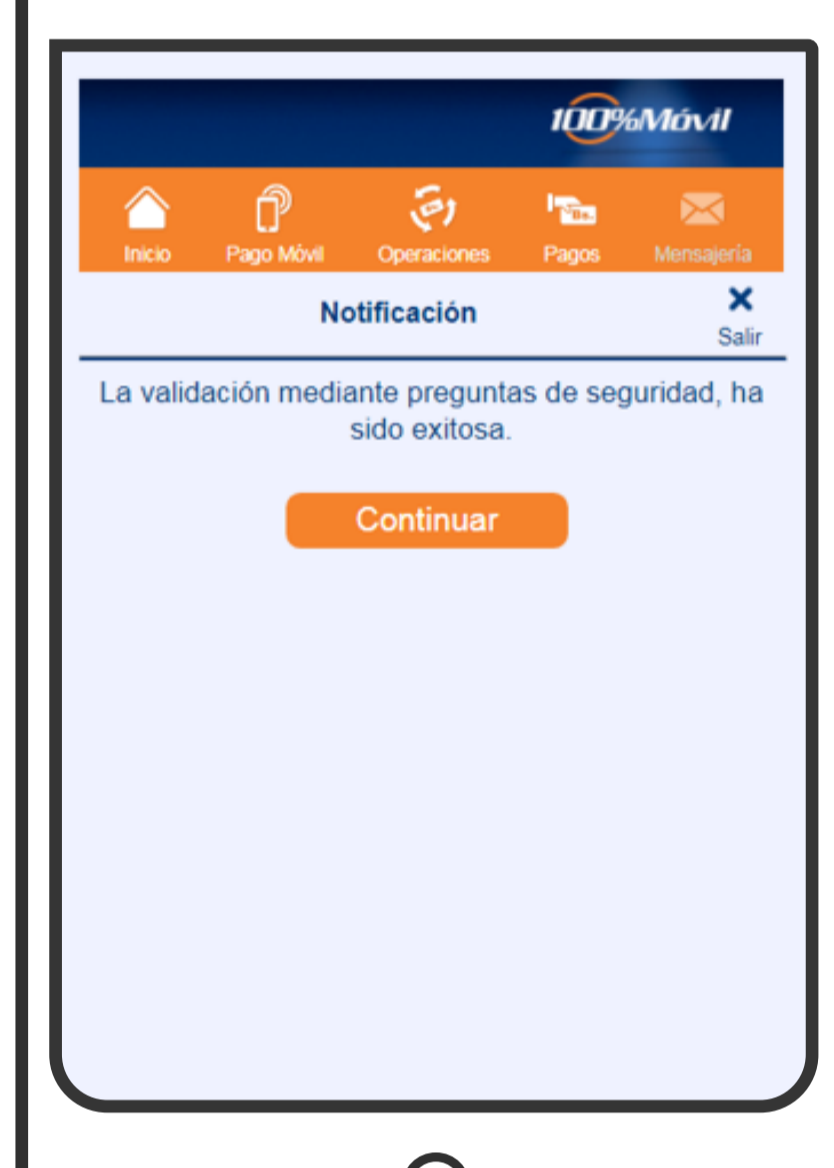 100%Móvil
Inicio Pago Móvil Operaciones Pagos Mensajería
Notificación
Salir
La validación mediante preguntas de seguridad, ha
sido exitosa.
Continuar